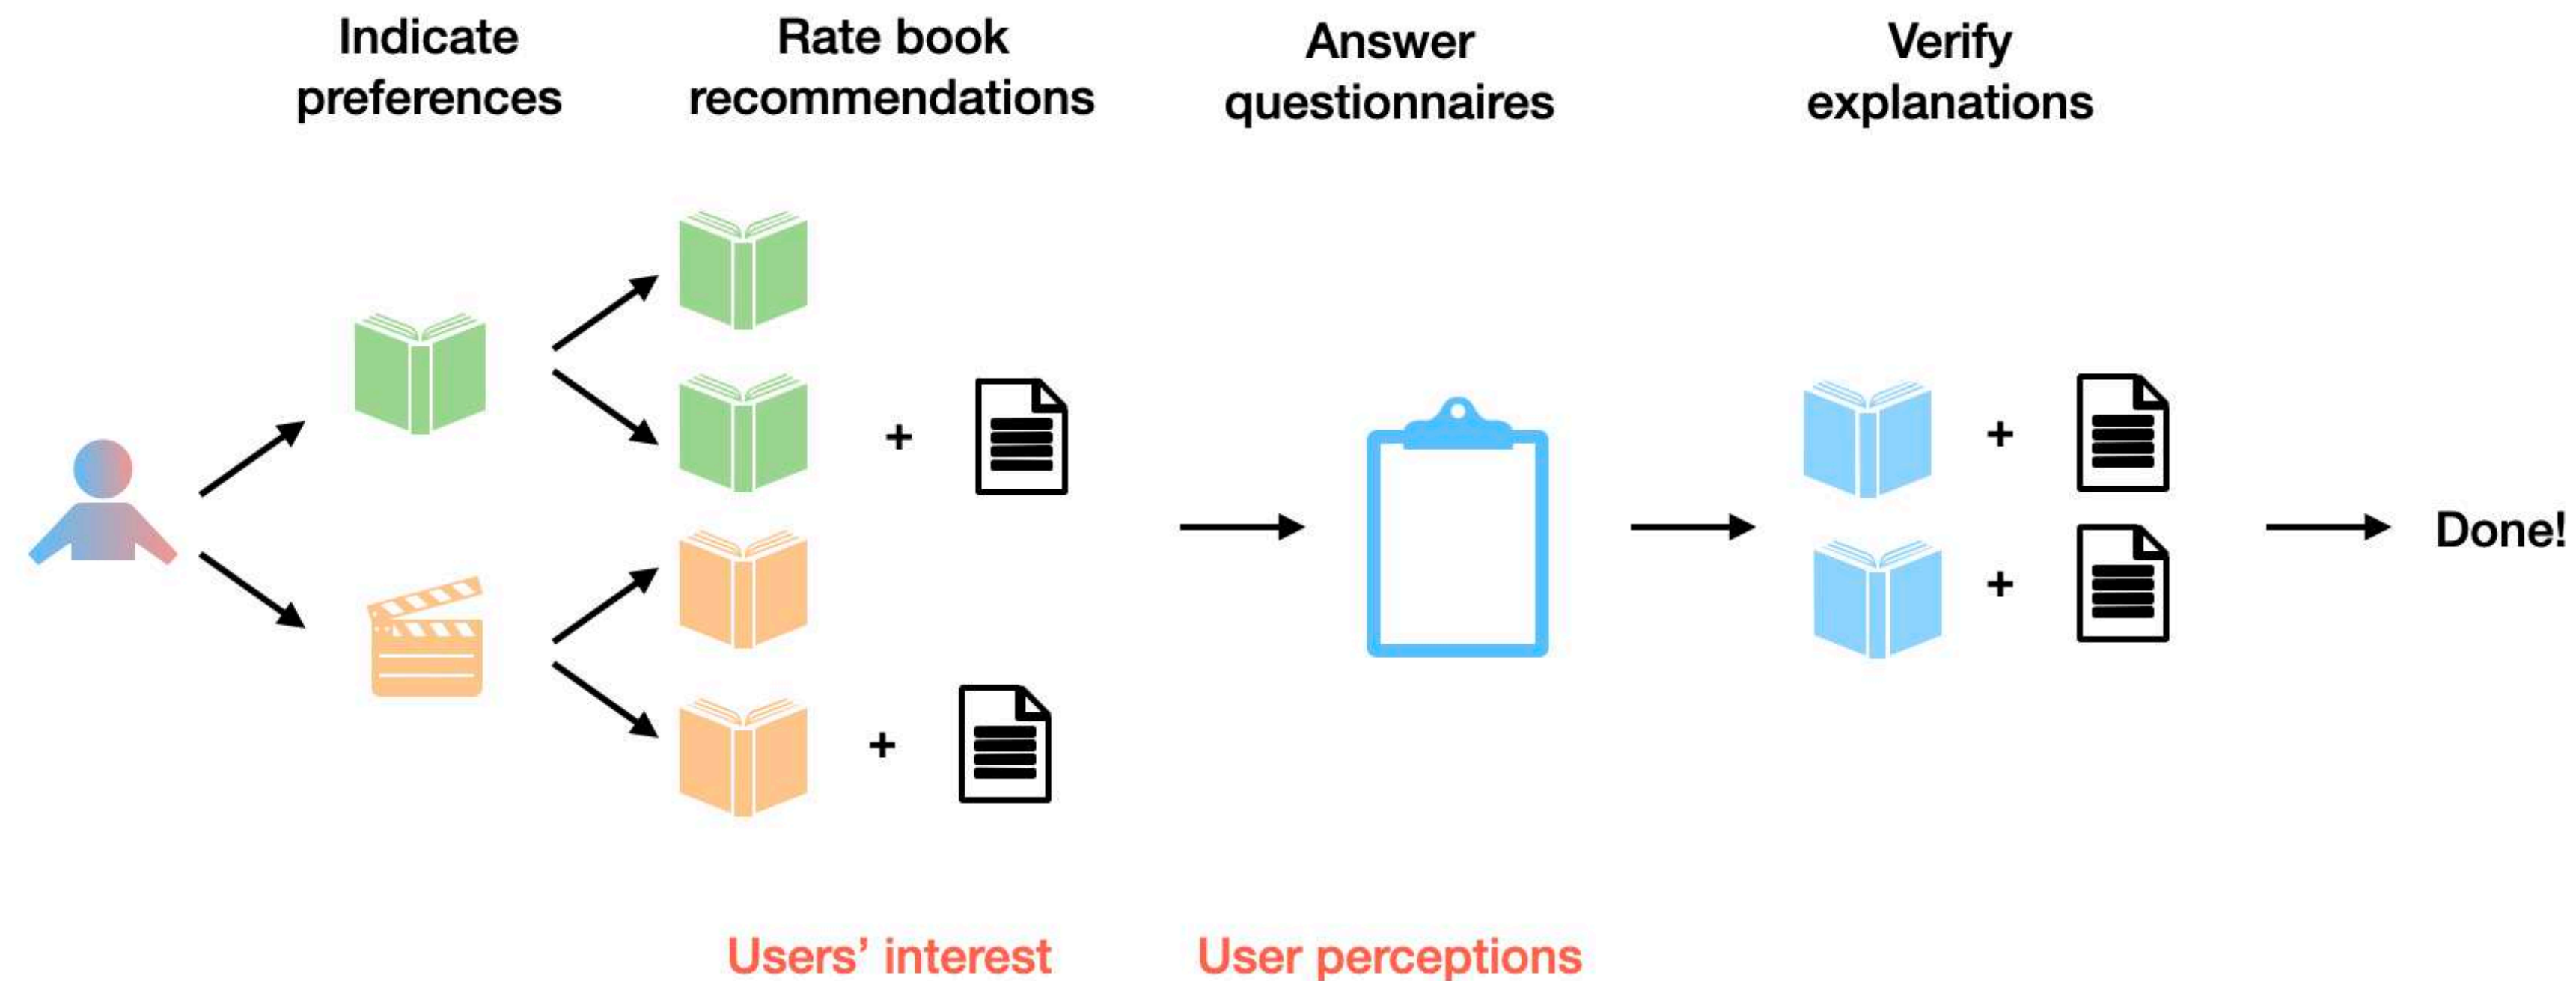 Indicate
preferences
Rate book
recommendations
Answer
questionnaires
Verify
explanations
+
+
+
+
Done!
Users’ interest
User perceptions